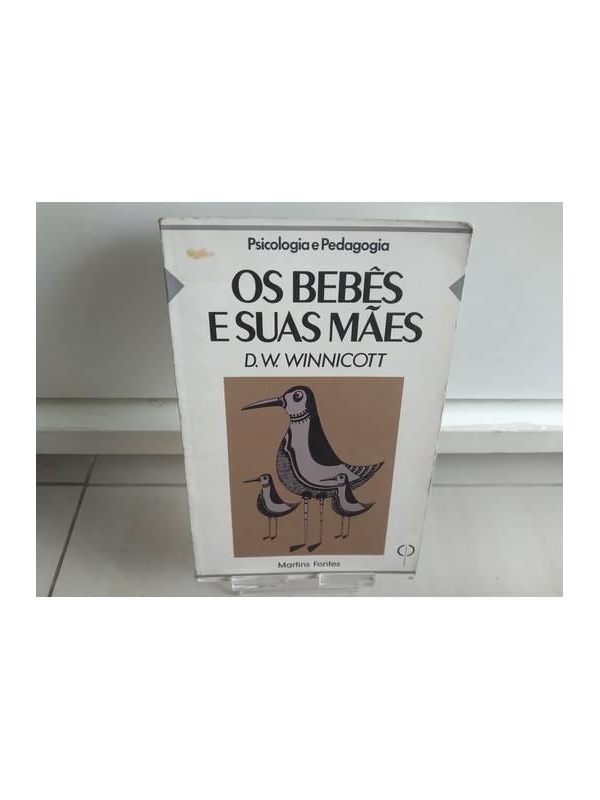 Psicologia e Pedagogia
OS BEBÊS
E SUAS MÃES
D. W. WINNICOTT
Martins Fontes